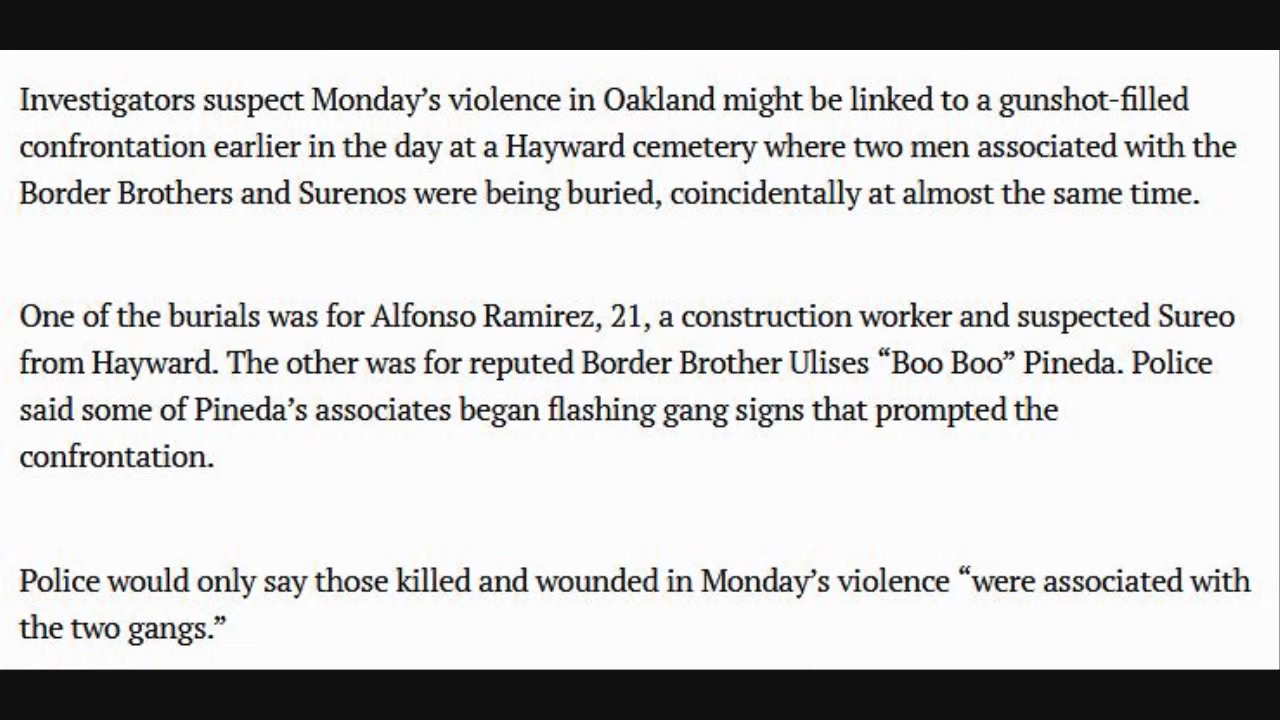 Investigators suspect Monday’s violence in Oakland might be linked to a gunshot-filled
confrontation earlier in the day at a Hayward cemetery where two men associated with the
Border Brothers and Surenos were being buried, coincidentally at almost the same time.
One of the burials was for Alfonso Ramirez, 21, a construction worker and suspected Sureo
from Hayward. The other was for reputed Border Brother Ulises “Boo Boo” Pineda. Police
said some of Pineda’s associates began flashing gang signs that prompted the
confrontation.
Police would only say those killed and wounded in Monday’s violence “were associated with
the two gangs.”